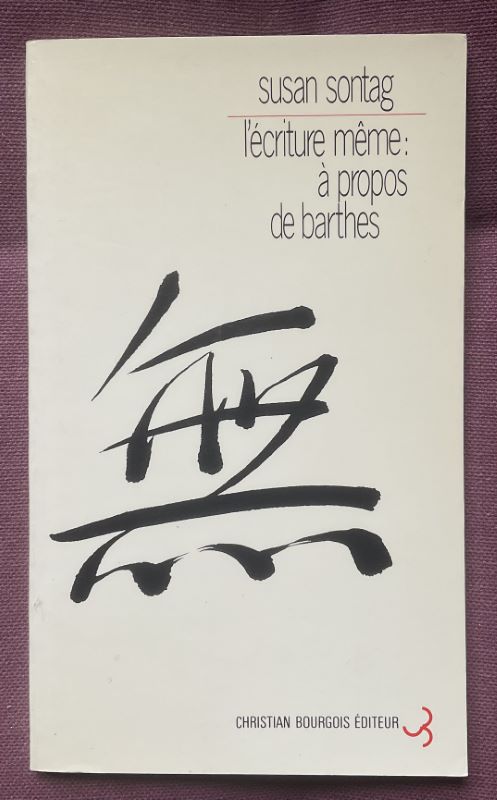 susan sontag
l'écriture même:
à propos
de barthes
無
CHRISTIAN BOURGOIS ÉDITEUR